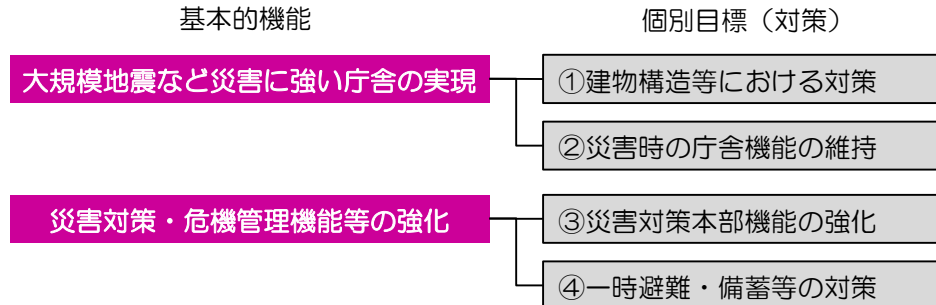 基本的機能
個別目標（対策）
大規模地震など災害に強い庁舎の実現
①建物構造等における対策
②災害時の庁舎機能の維持
災害対策・危機管理機能等の強化
③災害対策本部機能の強化
④一時避難・備蓄等の対策